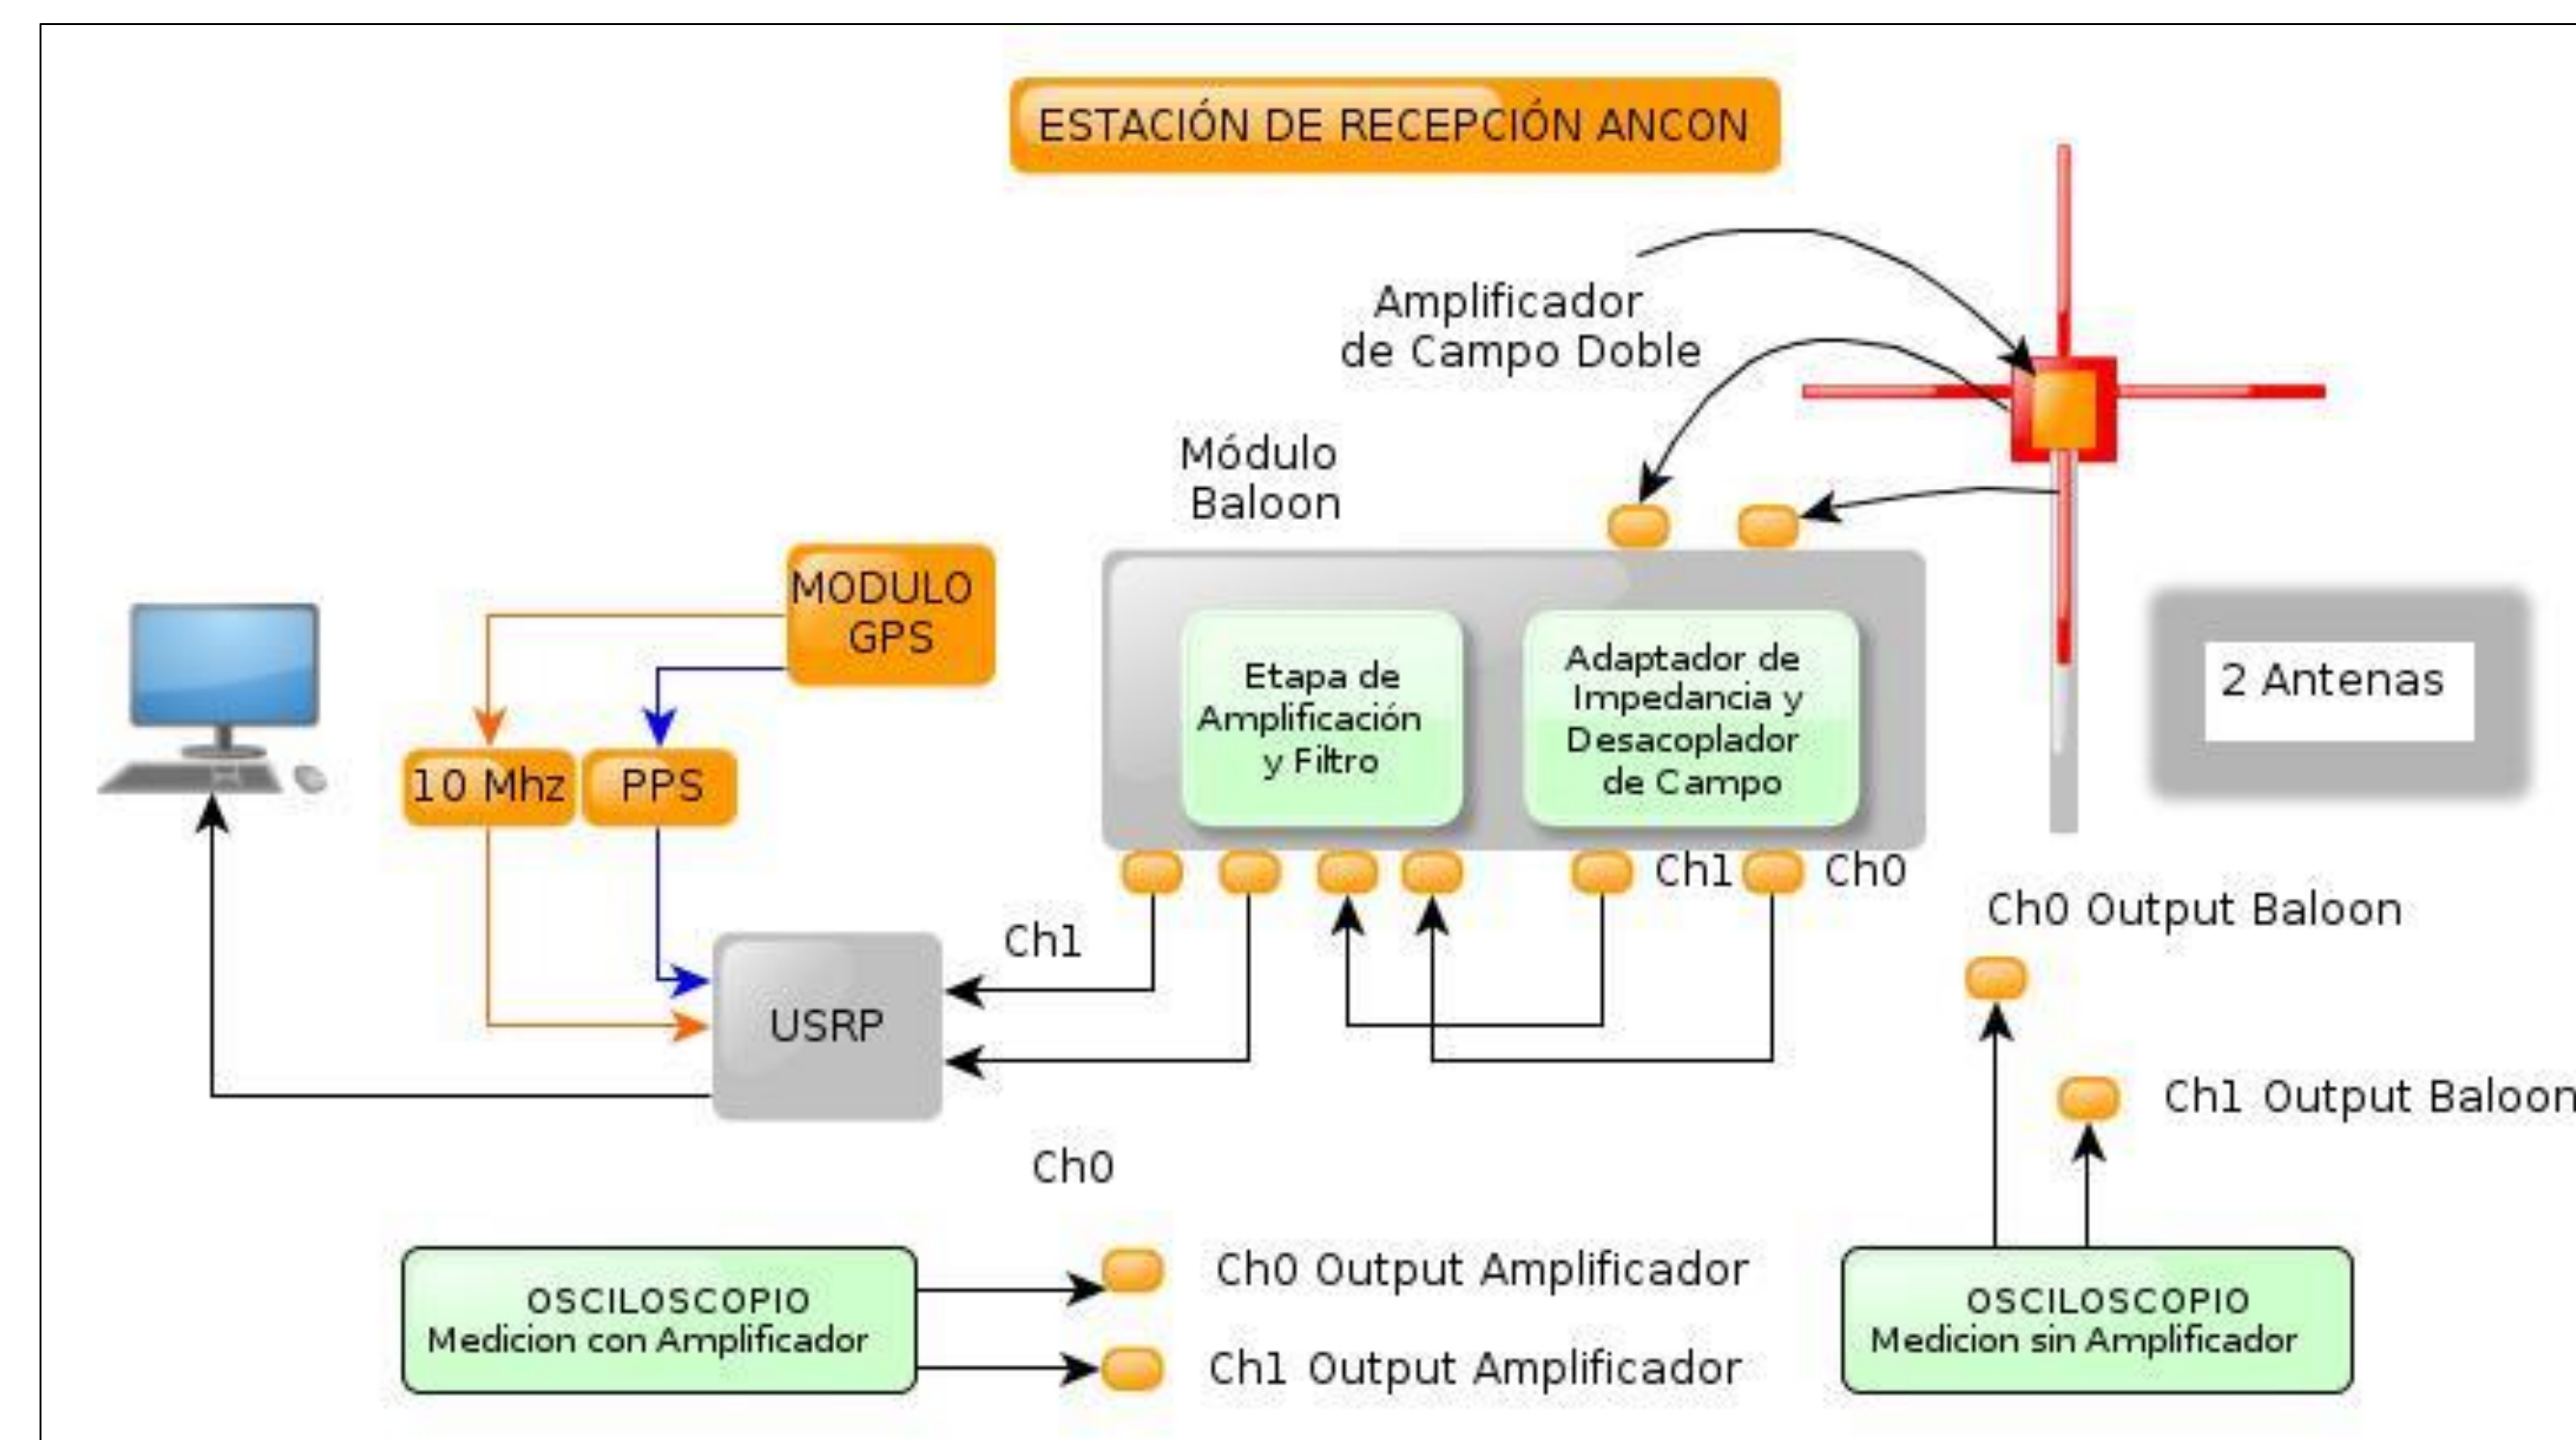 ESTACIÓN DE RECEPCIÓN ANCON
Amplificador
de Campo Doble
Módulo
Baloon
MODULO
GPS
10 Mhz
PPS
Etapa de
Amplificación
y Filtro
Adaptador de
Impedancia y
Desacoplador
de Campo
2 Antenas
Ch1
Ch0
Ch1
USRP
Ch0
Ch0 Output Baloon
Ch1 Output Baloon
OSCILOSCOPIO
Medicion con Amplificador
Ch0 Output Amplificador
Ch1 Output Amplificador
OSCILOSCOPIO
Medicion sin Amplificador